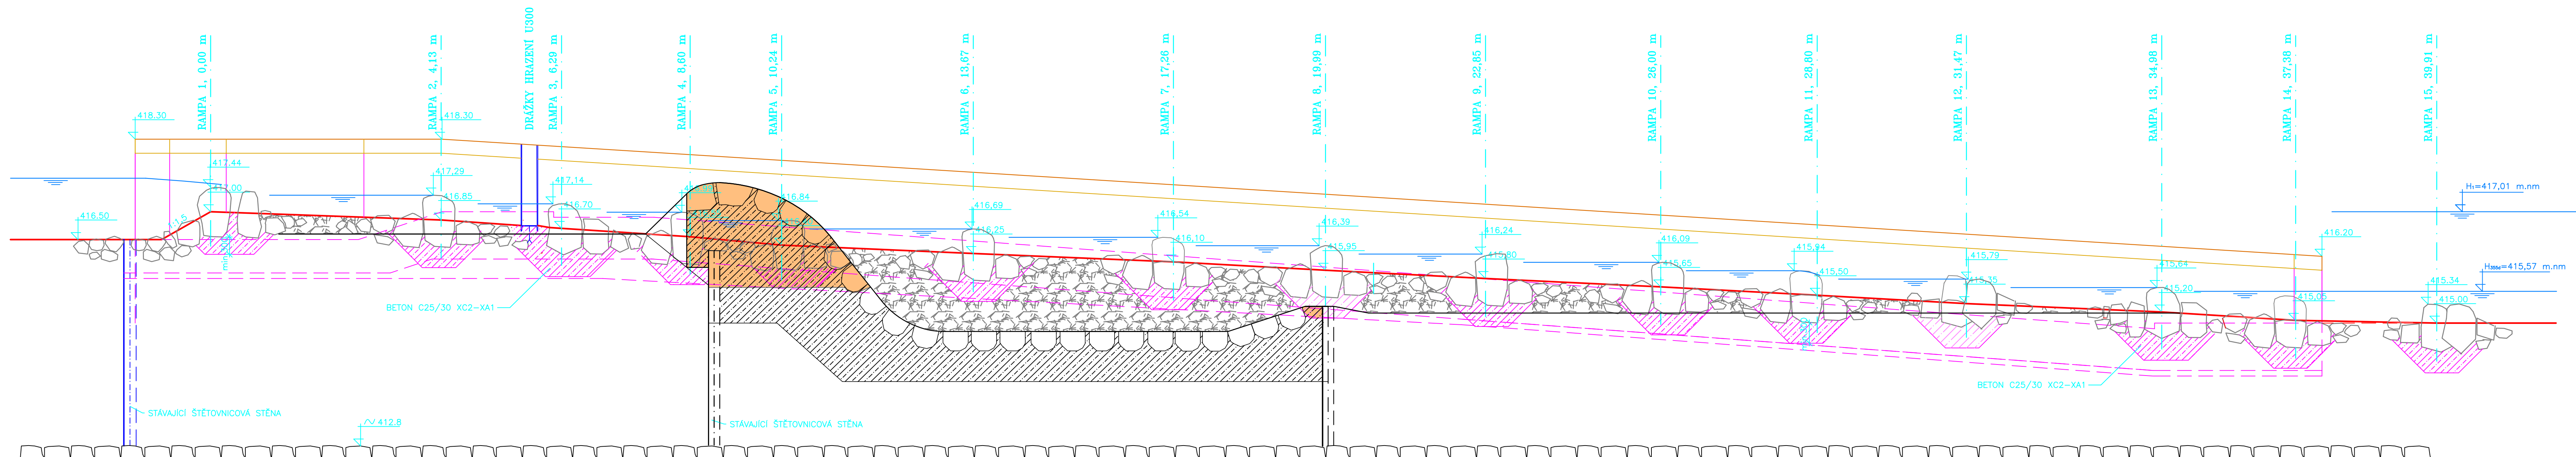 RAMPA 1, 0,00 m
RAMPA 2, 4,13 m
DRÁŽKY HRAZENÍ U300
RAMPA 3, 6,29 m
RAMPA 4, 8,60 m
RAMPA 5, 10,24 m
RAMPA 6, 13,67 m
RAMPA 7, 17,26 m
RAMPA 8, 19,99 m
RAMPA 9, 22,85 m
RAMPA 10, 26,00 m
RAMPA 11, 28,80 m
RAMPA 12, 31,47 m
RAMPA 13, 34,98 m
RAMPA 14, 37,38 m
RAMPA 15, 39,91 m
418.30
418.30
417.44
417.00
416.50
417,29
416,85
417,14
416,70
416,84
416,69
416,25
416,54
416,10
416,39
415,95
416,24
415,80
416,09
415,65
415,94
415,50
415,79
415,35
415,64
415,20
416,20
415,05
415,34
415,00
H₁=417,01 m.nm
H₃₅₅d=415,57 m.nm
BETON C25/30 XC2-XA1
BETON C25/30 XC2-XA1
STÁVAJÍCÍ ŠTĚTOVNICOVÁ STĚNA
STÁVAJÍCÍ ŠTĚTOVNICOVÁ STĚNA
412,8